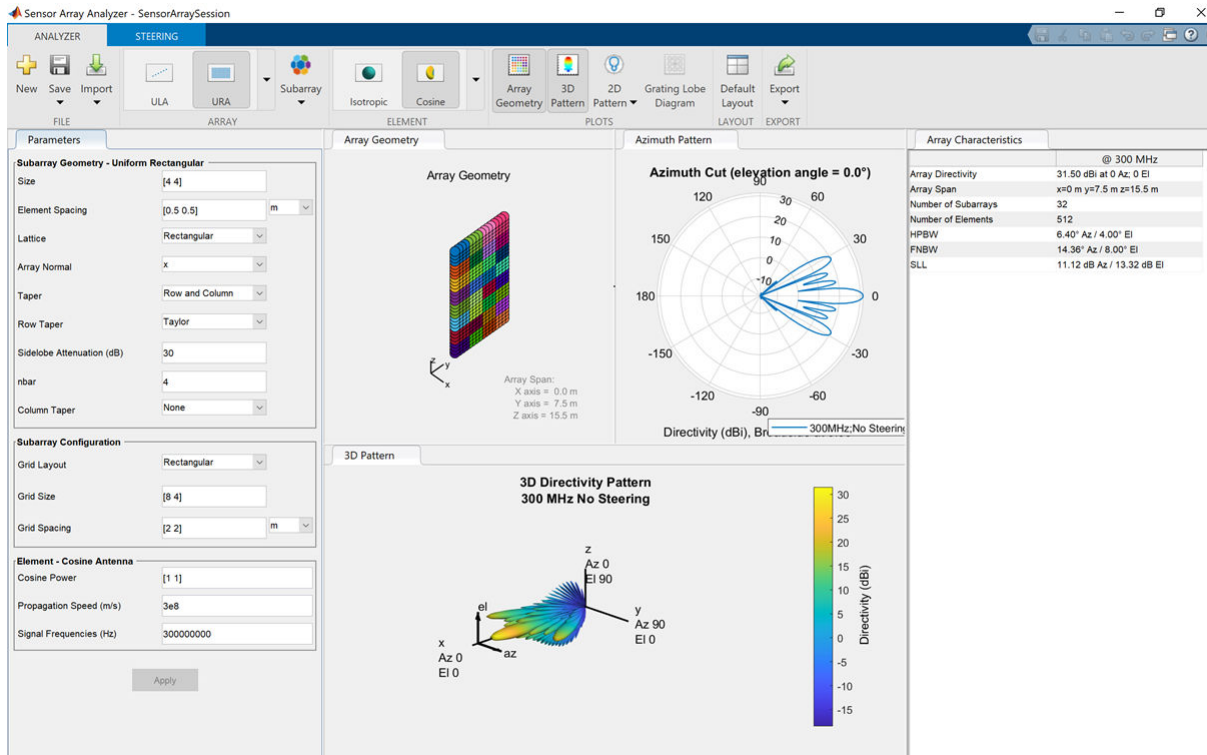 Sensor Array Analyzer - SensorArraySession
ANALYZER STEERING
New Save Import ULA URA Subarray Isotropic Cosine Array Geometry 3D Pattern 2D Pattern Grating Lobe Diagram Default Layout Export
FILE ARRAY ELEMENT PLOTS LAYOUT EXPORT
Parameters
Subarray Geometry - Uniform Rectangular
Size [4 4]
Element Spacing [0.5 0.5] m
Lattice Rectangular
Array Normal x
Taper Row and Column
Row Taper Taylor
Sidelobe Attenuation (dB) 30
nbar 4
Column Taper None
Subarray Configuration
Grid Layout Rectangular
Grid Size [8 4]
Grid Spacing [2 2] m
Element - Cosine Antenna
Cosine Power [1 1]
Propagation Speed (m/s) 3e8
Signal Frequencies (Hz) 300000000
Apply
Array Geometry
Array Geometry
z
y
x
Array Span:
X axis = 0.0 m
Y axis = 7.5 m
Z axis = 15.5 m
Azimuth Pattern
Azimuth Cut (elevation angle = 0.0°)
90
120 60
30
20
150 10 30
0
-10
180 0
-150 -30
-120 -60
-90
300MHz;No Steering
Directivity (dBi), Br
3D Pattern
3D Directivity Pattern
300 MHz No Steering
z
Az 0
El 90
y
Az 90
El 0
el
x
az
Az 0
El 0
30
25
20
15
10
5
0
-5
-10
-15
Directivity (dBi)
Array Characteristics
@ 300 MHz
Array Directivity 31.50 dBi at 0 Az; 0 El
Array Span x=0 m y=7.5 m z=15.5 m
Number of Subarrays 32
Number of Elements 512
HPBW 6.40° Az / 4.00° El
FNBW 14.36° Az / 8.00° El
SLL 11.12 dB Az / 13.32 dB El